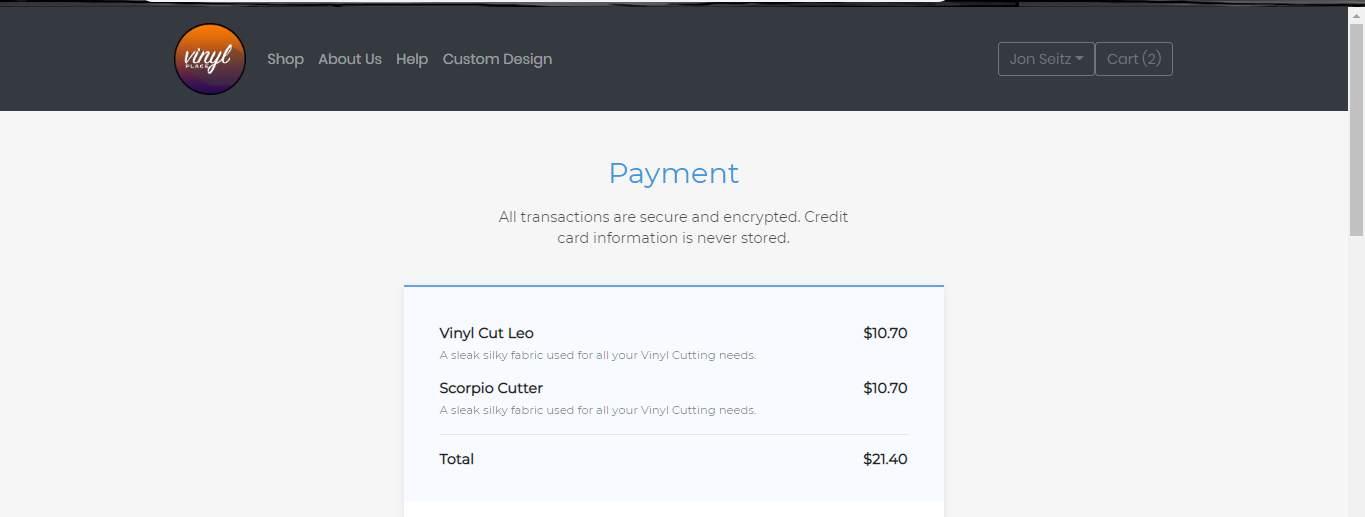 vinyl
PLACE
Shop About Us Help Custom Design
Jon Seitz Cart (2)
Payment
All transactions are secure and encrypted. Credit
card information is never stored.
Vinyl Cut Leo $10.70
A sleak silky fabric used for all your Vinyl Cutting needs.
Scorpio Cutter $10.70
A sleak silky fabric used for all your Vinyl Cutting needs.
Total $21.40